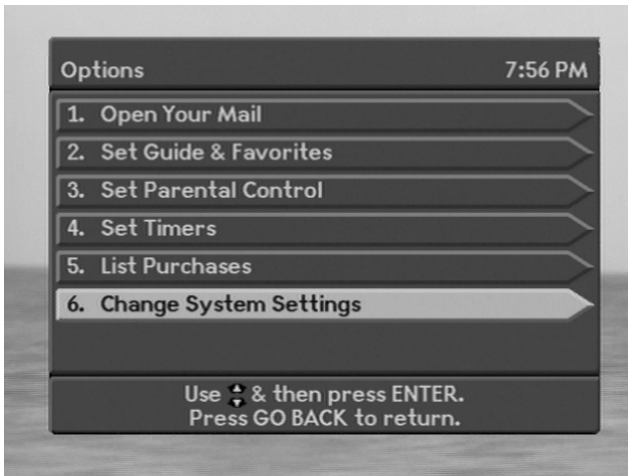 Options 7:56 PM
1. Open Your Mail
2. Set Guide & Favorites
3. Set Parental Control
4. Set Timers
5. List Purchases
6. Change System Settings
Use & then press ENTER.
Press GO BACK to return.